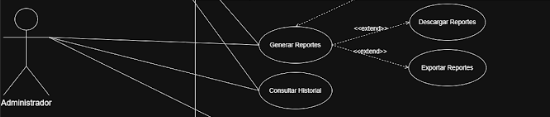 Descargar Reportes
<<extend>>
Generar Reportes
<<extend>>
Exportar Reportes
Consultar Historial
Administrador